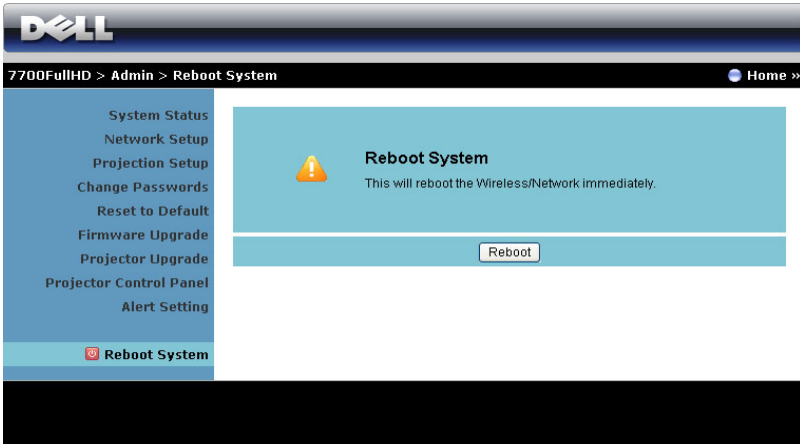 DELL
7700FullHD > Admin > Reboot System
Home »
System Status
Network Setup
Projection Setup
Change Passwords
Reset to Default
Firmware Upgrade
Projector Upgrade
Projector Control Panel
Alert Setting
Reboot System
Reboot System
This will reboot the Wireless/Network immediately.
Reboot